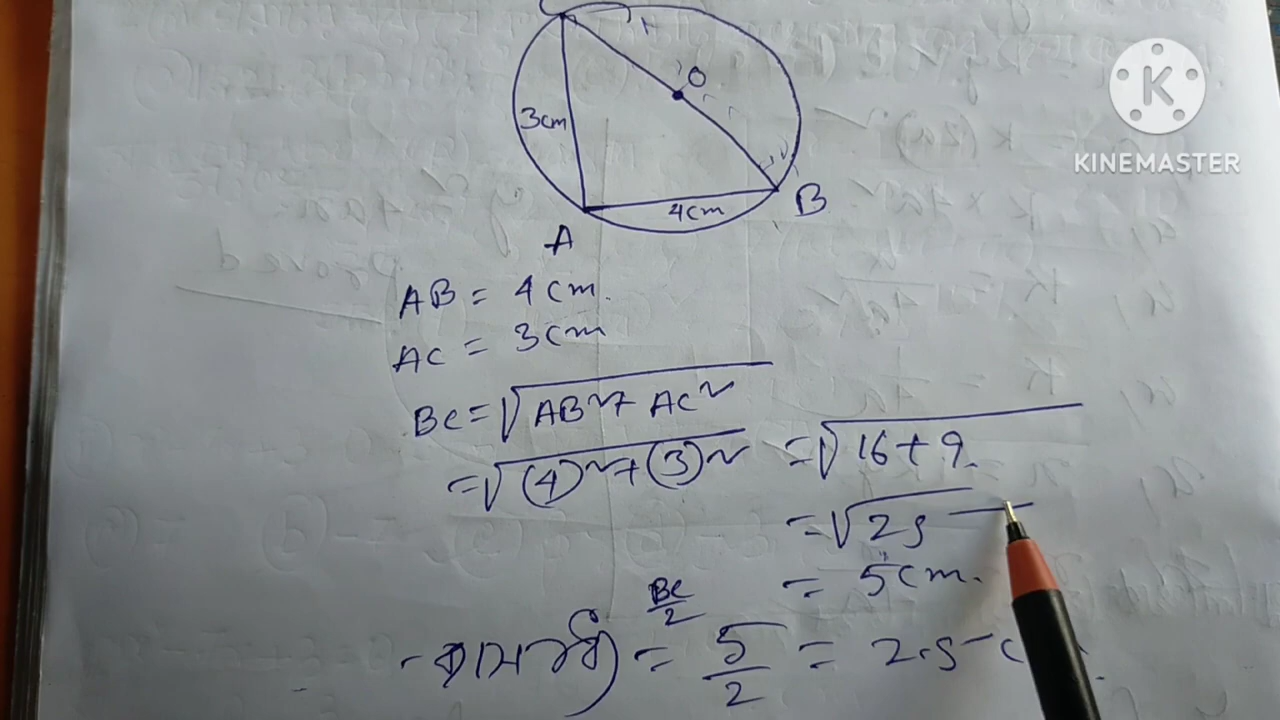 K
KINEMASTER
O
3cm
4cm
B
A
AB = 4cm.
AC = 3cm
BC = √AB²+ AC²
= √(4)²+(3)² = √16+9
= √25
= 5cm.
= BC/2 = 5/2 = 2.5